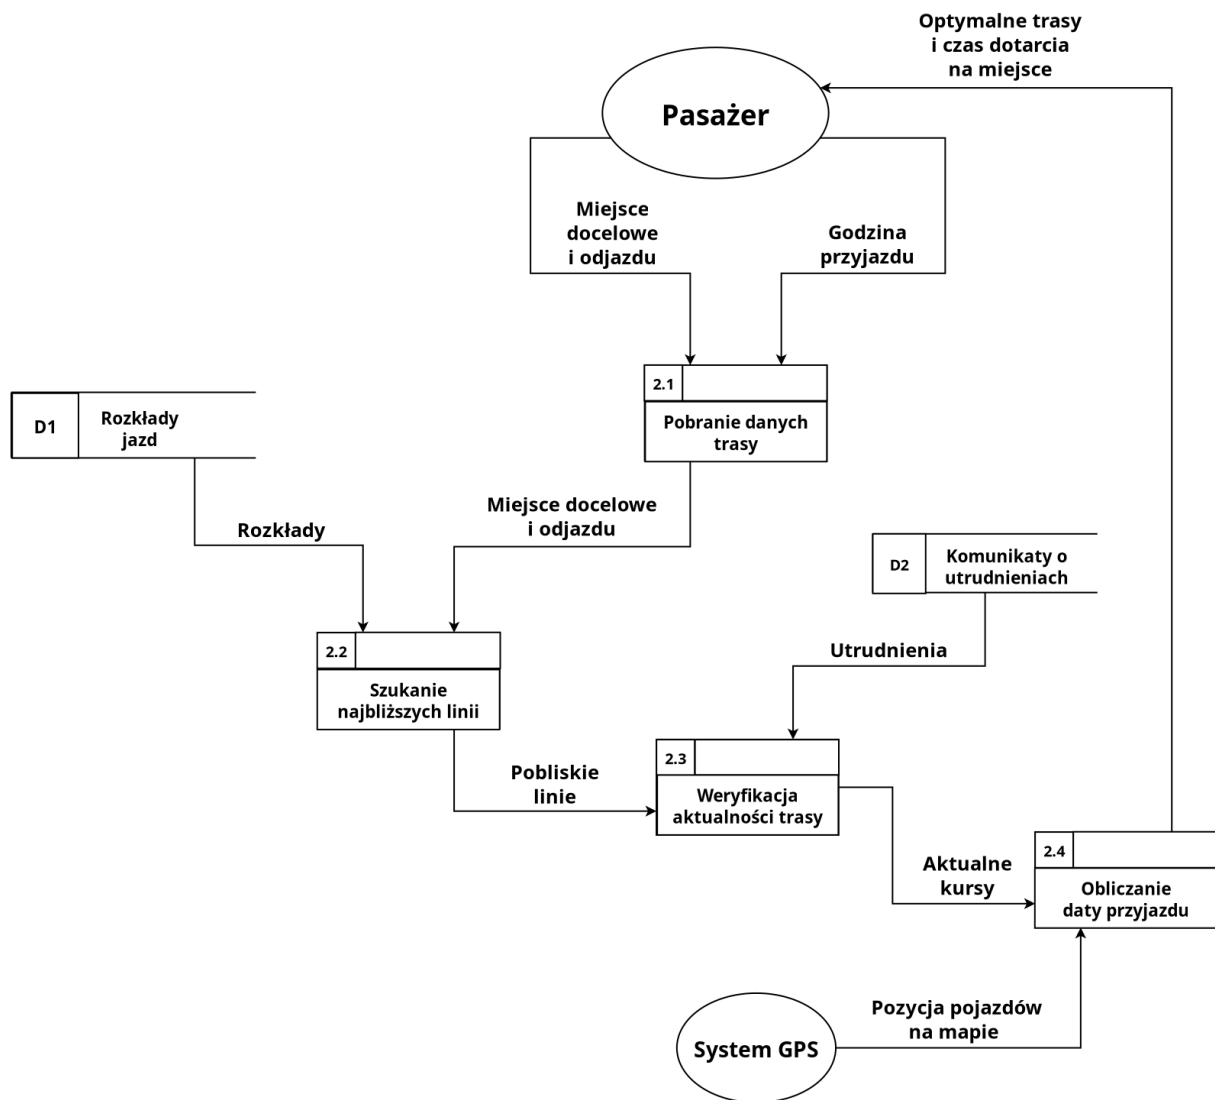 Optymalne trasy
i czas dotarcia
na miejsce
Pasażer
Miejsce
docelowe
i odjazdu
Godzina
przyjazdu
2.1
Pobranie danych
trasy
D1
Rozkłady
jazd
Rozkłady
Miejsce docelowe
i odjazdu
D2
Komunikaty o
utrudnieniach
2.2
Szukanie
najbliższych linii
Utrudnienia
Pobliskie
linie
2.3
Weryfikacja
aktualności trasy
Aktualne
kursy
2.4
Obliczanie
daty przyjazdu
Pozycja pojazdów
na mapie
System GPS